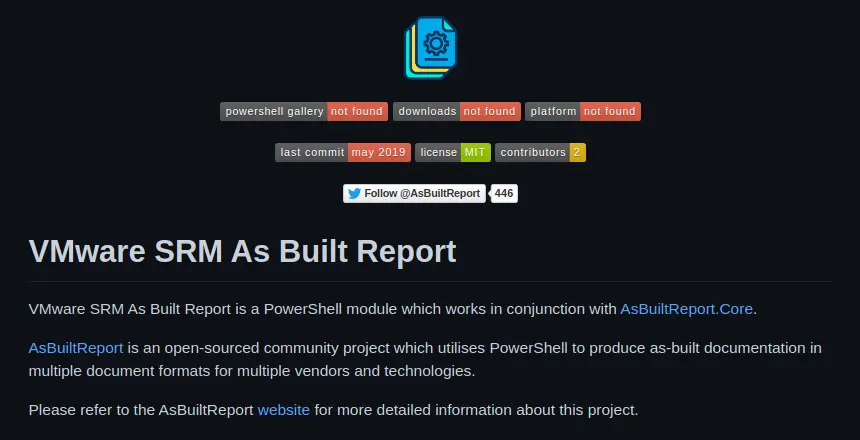 powershell gallery not found downloads not found platform not found
last commit may 2019 license MIT contributors 2
Follow @AsBuiltReport 446
VMware SRM As Built Report
VMware SRM As Built Report is a PowerShell module which works in conjunction with AsBuiltReport.Core.
AsBuiltReport is an open-sourced community project which utilises PowerShell to produce as-built documentation in
multiple document formats for multiple vendors and technologies.
Please refer to the AsBuiltReport website for more detailed information about this project.